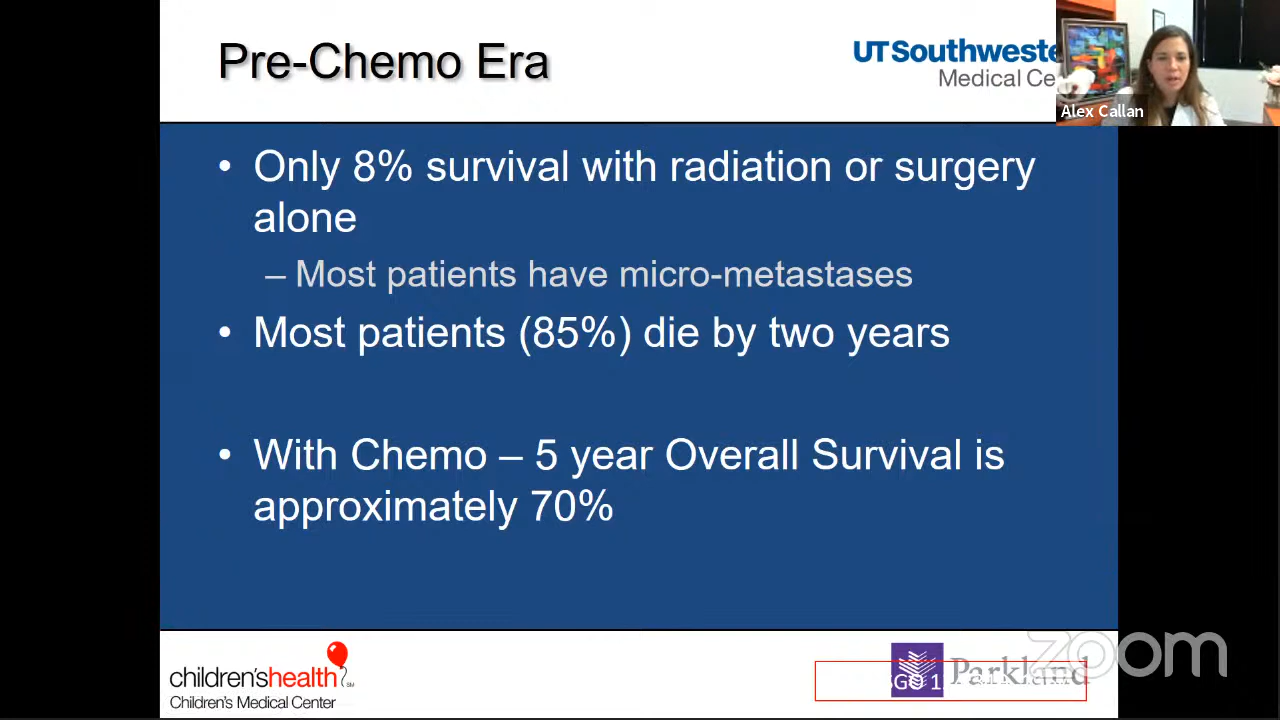 Pre-Chemo Era
UTSouthweste
Medical Ce
Alex Callan
• Only 8% survival with radiation or surgery
alone
– Most patients have micro-metastases
• Most patients (85%) die by two years
• With Chemo – 5 year Overall Survival is
approximately 70%
children'shealth
Children's Medical Center
Parkland
zoom